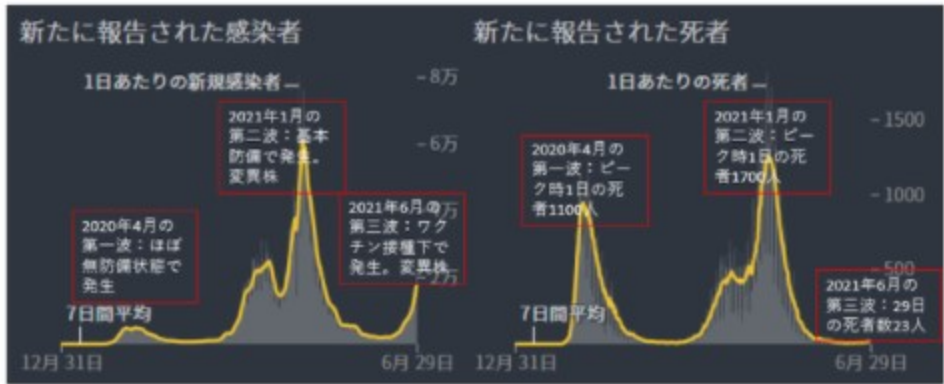 新たに報告された感染者
1日あたりの新規感染者
8万
2021年1月の
第二波：基本
防備で発生。
変異株
6万
2021年6月の
第三波：ワク
チン接種下で
発生。変異株
万
2万
2020年4月の
第一波：ほぼ
無防備状態で
発生
7日間平均
12月31日
6月29日
新たに報告された死者
1日あたりの死者
2021年1月の
第二波：ピー
ク時1日の死
者1700人
1500
2020年4月の
第一波：ピー
ク時1日の死
者1100人
1000
500
2021年6月の
第三波：29日
の死者数23人
7日間平均
12月31日
6月29日